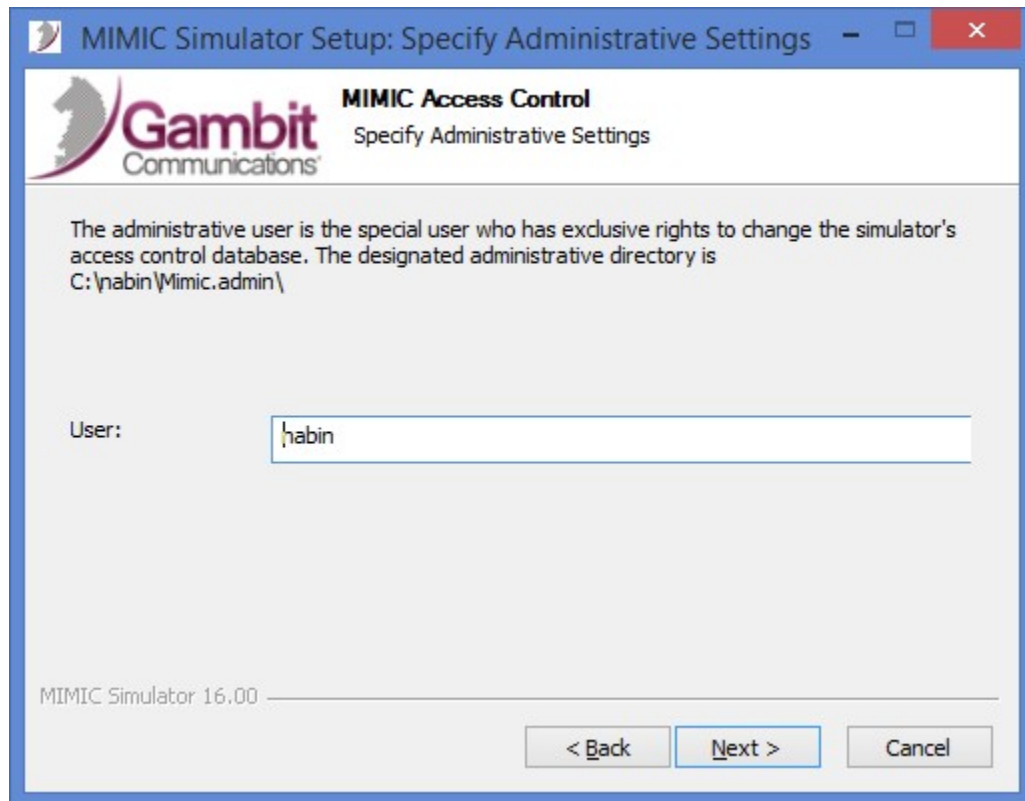 MIMIC Simulator Setup: Specify Administrative Settings
Gambit
Communications
MIMIC Access Control
Specify Administrative Settings
The administrative user is the special user who has exclusive rights to change the simulator's
access control database. The designated administrative directory is
C:\nabin\Mimic.admin\
User:
nabin
MIMIC Simulator 16.00
< Back
Next >
Cancel